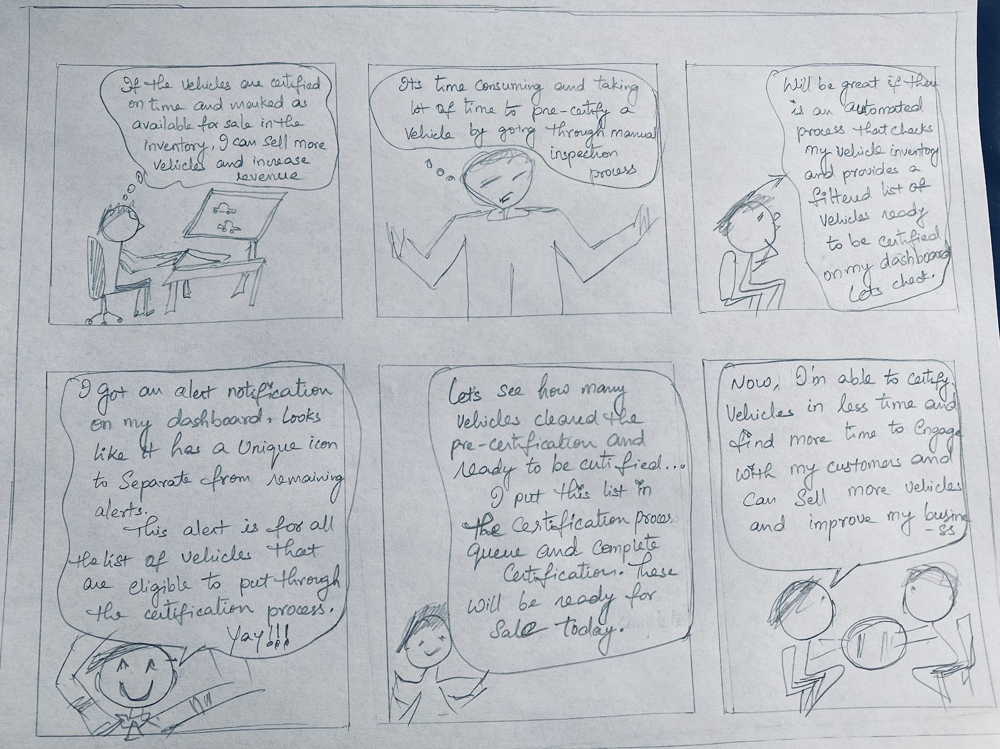 If the vehicles are certified
on time and marked as
available for sale in the
inventory, I can sell more
vehicles and increase
revenue
Its time consuming and taking
lot of time to pre-certify a
vehicle by going through manual
inspection
process
Will be great if there
is an automated
process that checks
my vehicle inventory
and provides a
filtered list of
vehicles ready
to be certified
on my dashboard
Lets check.
I got an alert notification
on my dashboard. Looks
like it has a Unique icon
to Separate from remaining
alerts.
This alert is for all
the list of vehicles that
are eligible to put through
the certification process.
Yay!!!
Let's see how many
vehicles cleared the
pre-certification and
ready to be certified...
I put this list in
the certification process
queue and complete
Certification. These
will be ready for
Sale today.
Now, I'm able to certify
vehicles in less time and
find more time to Engage
with my customers and
can Sell more vehicles
and improve my busine
-ss